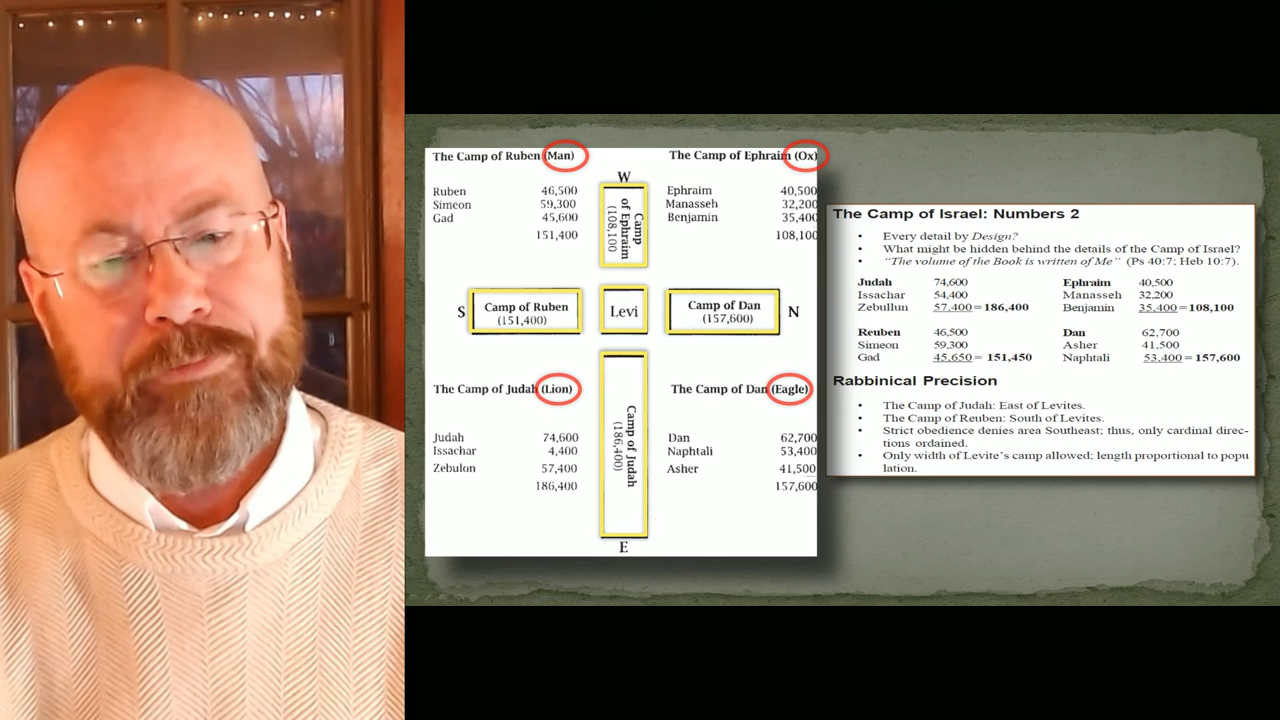 The Camp of Ruben (Man)
Ruben 46,500
Simeon 59,300
Gad 45,600
151,400
The Camp of Ephraim (Ox)
Ephraim 40,500
Manasseh 32,200
Benjamin 35,400
108,100
W
Camp
of Ephraim
(108,100)
S
Camp of Ruben
(151,400)
Levi
Camp of Dan
(157,600)
N
The Camp of Judah (Lion)
Judah 74,600
Issachar 4,400
Zebulon 57,400
186,400
Camp of Judah
(186,400)
E
The Camp of Dan (Eagle)
Dan 62,700
Naphtali 53,400
Asher 41,500
157,600
The Camp of Israel: Numbers 2
• Every detail by Design?
• What might be hidden behind the details of the Camp of Israel?
• “The volume of the Book is written of Me” (Ps 40:7; Heb 10:7).
Judah 74,600
Issachar 54,400
Zebullun 57,400 = 186,400
Ephraim 40,500
Manasseh 32,200
Benjamin 35,400 = 108,100
Reuben 46,500
Simeon 59,300
Gad 45,650 = 151,450
Dan 62,700
Asher 41,500
Naphtali 53,400 = 157,600
Rabbinical Precision
• The Camp of Judah: East of Levites.
• The Camp of Reuben: South of Levites.
• Strict obedience denies area Southeast; thus, only cardinal direc-
tions ordained.
• Only width of Levite’s camp allowed; length proportional to popu
lation.